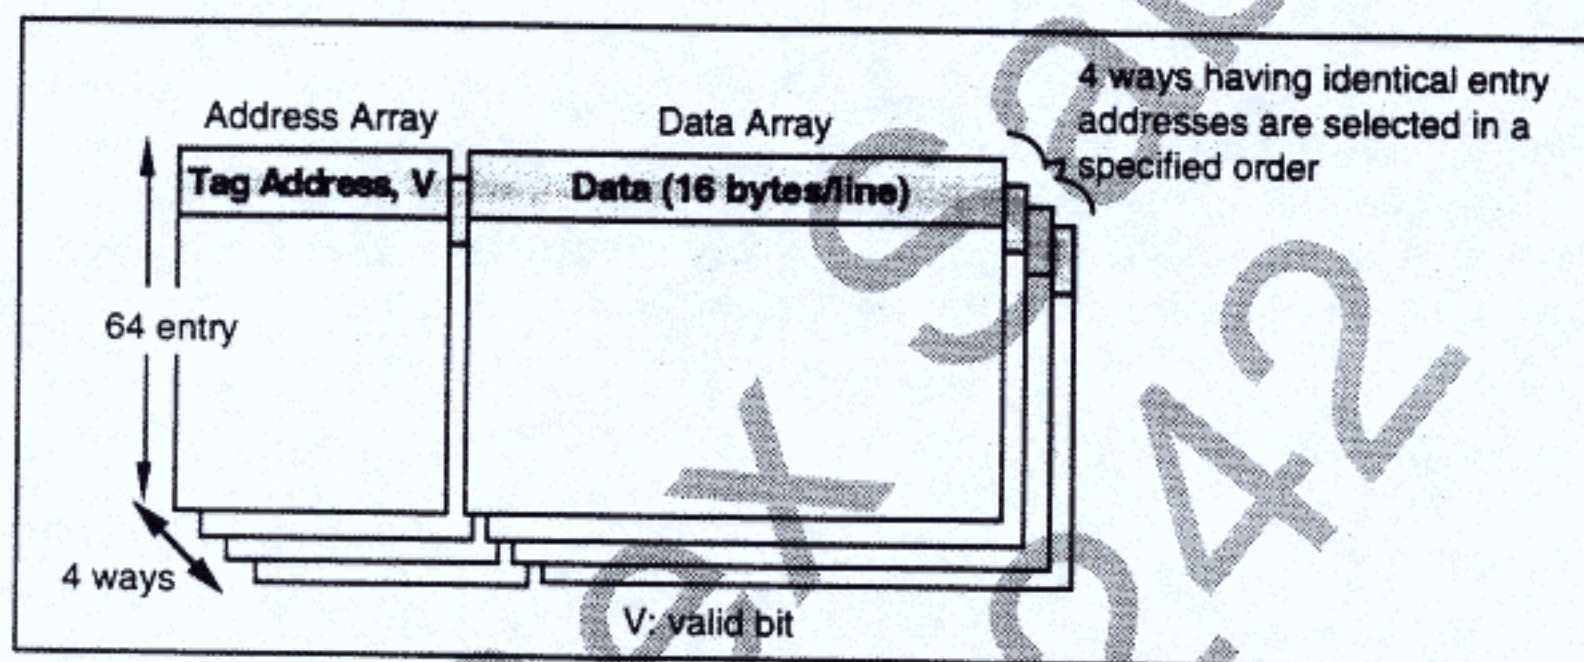 4 ways having identical entry
addresses are selected in a
specified order
Address Array
Data Array
Tag Address, V
Data (16 bytes/line)
64 entry
4 ways
V: valid bit